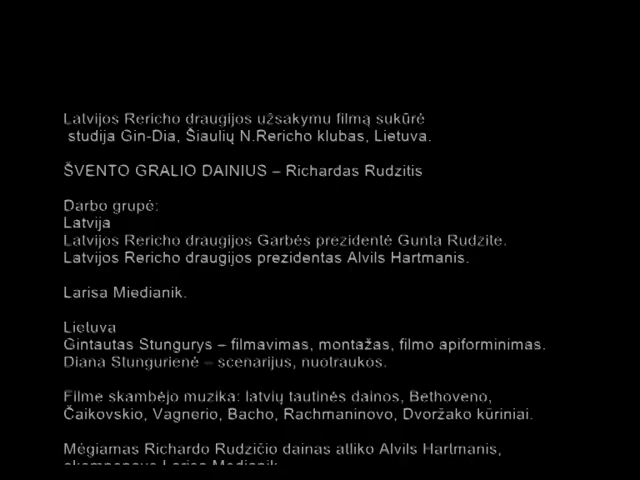 Latvijos Rericho draugijos užsakymu filmą sukūrė
studija Gin-Dia, Šiaulių N.Rericho klubas, Lietuva.
ŠVENTO GRALIO DAINIUS – Richardas Rudzitis
Darbo grupė:
Latvija
Latvijos Rericho draugijos Garbės prezidentė Gunta Rudzite.
Latvijos Rericho draugijos prezidentas Alvils Hartmanis.
Larisa Miedianik.
Lietuva
Gintautas Stungurys – filmavimas, montažas, filmo apiforminimas.
Diana Stungurienė – scenarijus, nuotraukos.
Filme skambėjo muzika: latvių tautinės dainos, Bethoveno,
Čaikovskio, Vagnerio, Bacho, Rachmaninovo, Dvoržako kūriniai.
Mėgiamas Richardo Rudzičio dainas atliko Alvils Hartmanis,
akompanavo Larisa Medianik